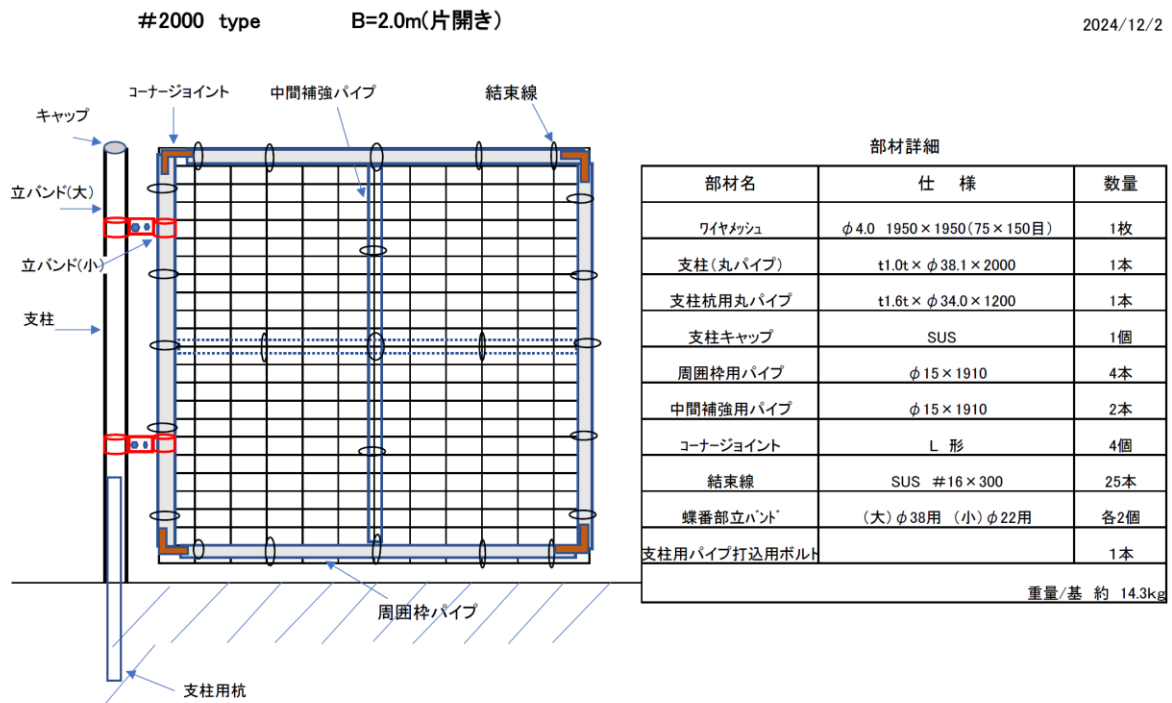 #2000 type B=2.0m(片開き)
2024/12/2
コーナージョイント
中間補強パイプ
結束線
キャップ
立バンド(大)
立バンド(小)
支柱
周囲枠パイプ
支柱用杭
部材詳細
部材名 仕 様 数量
ワイヤメッシュ φ4.0 1950×1950(75×150目) 1枚
支柱(丸パイプ) t1.0t×φ38.1×2000 1本
支柱杭用丸パイプ t1.6t×φ34.0×1200 1本
支柱キャップ SUS 1個
周囲枠用パイプ φ15×1910 4本
中間補強用パイプ φ15×1910 2本
コーナージョイント L 形 4個
結束線 SUS #16×300 25本
蝶番部立バンド (大)φ38用 (小)φ22用 各2個
支柱用パイプ打込用ボルト 1本
重量/基 約 14.3kg